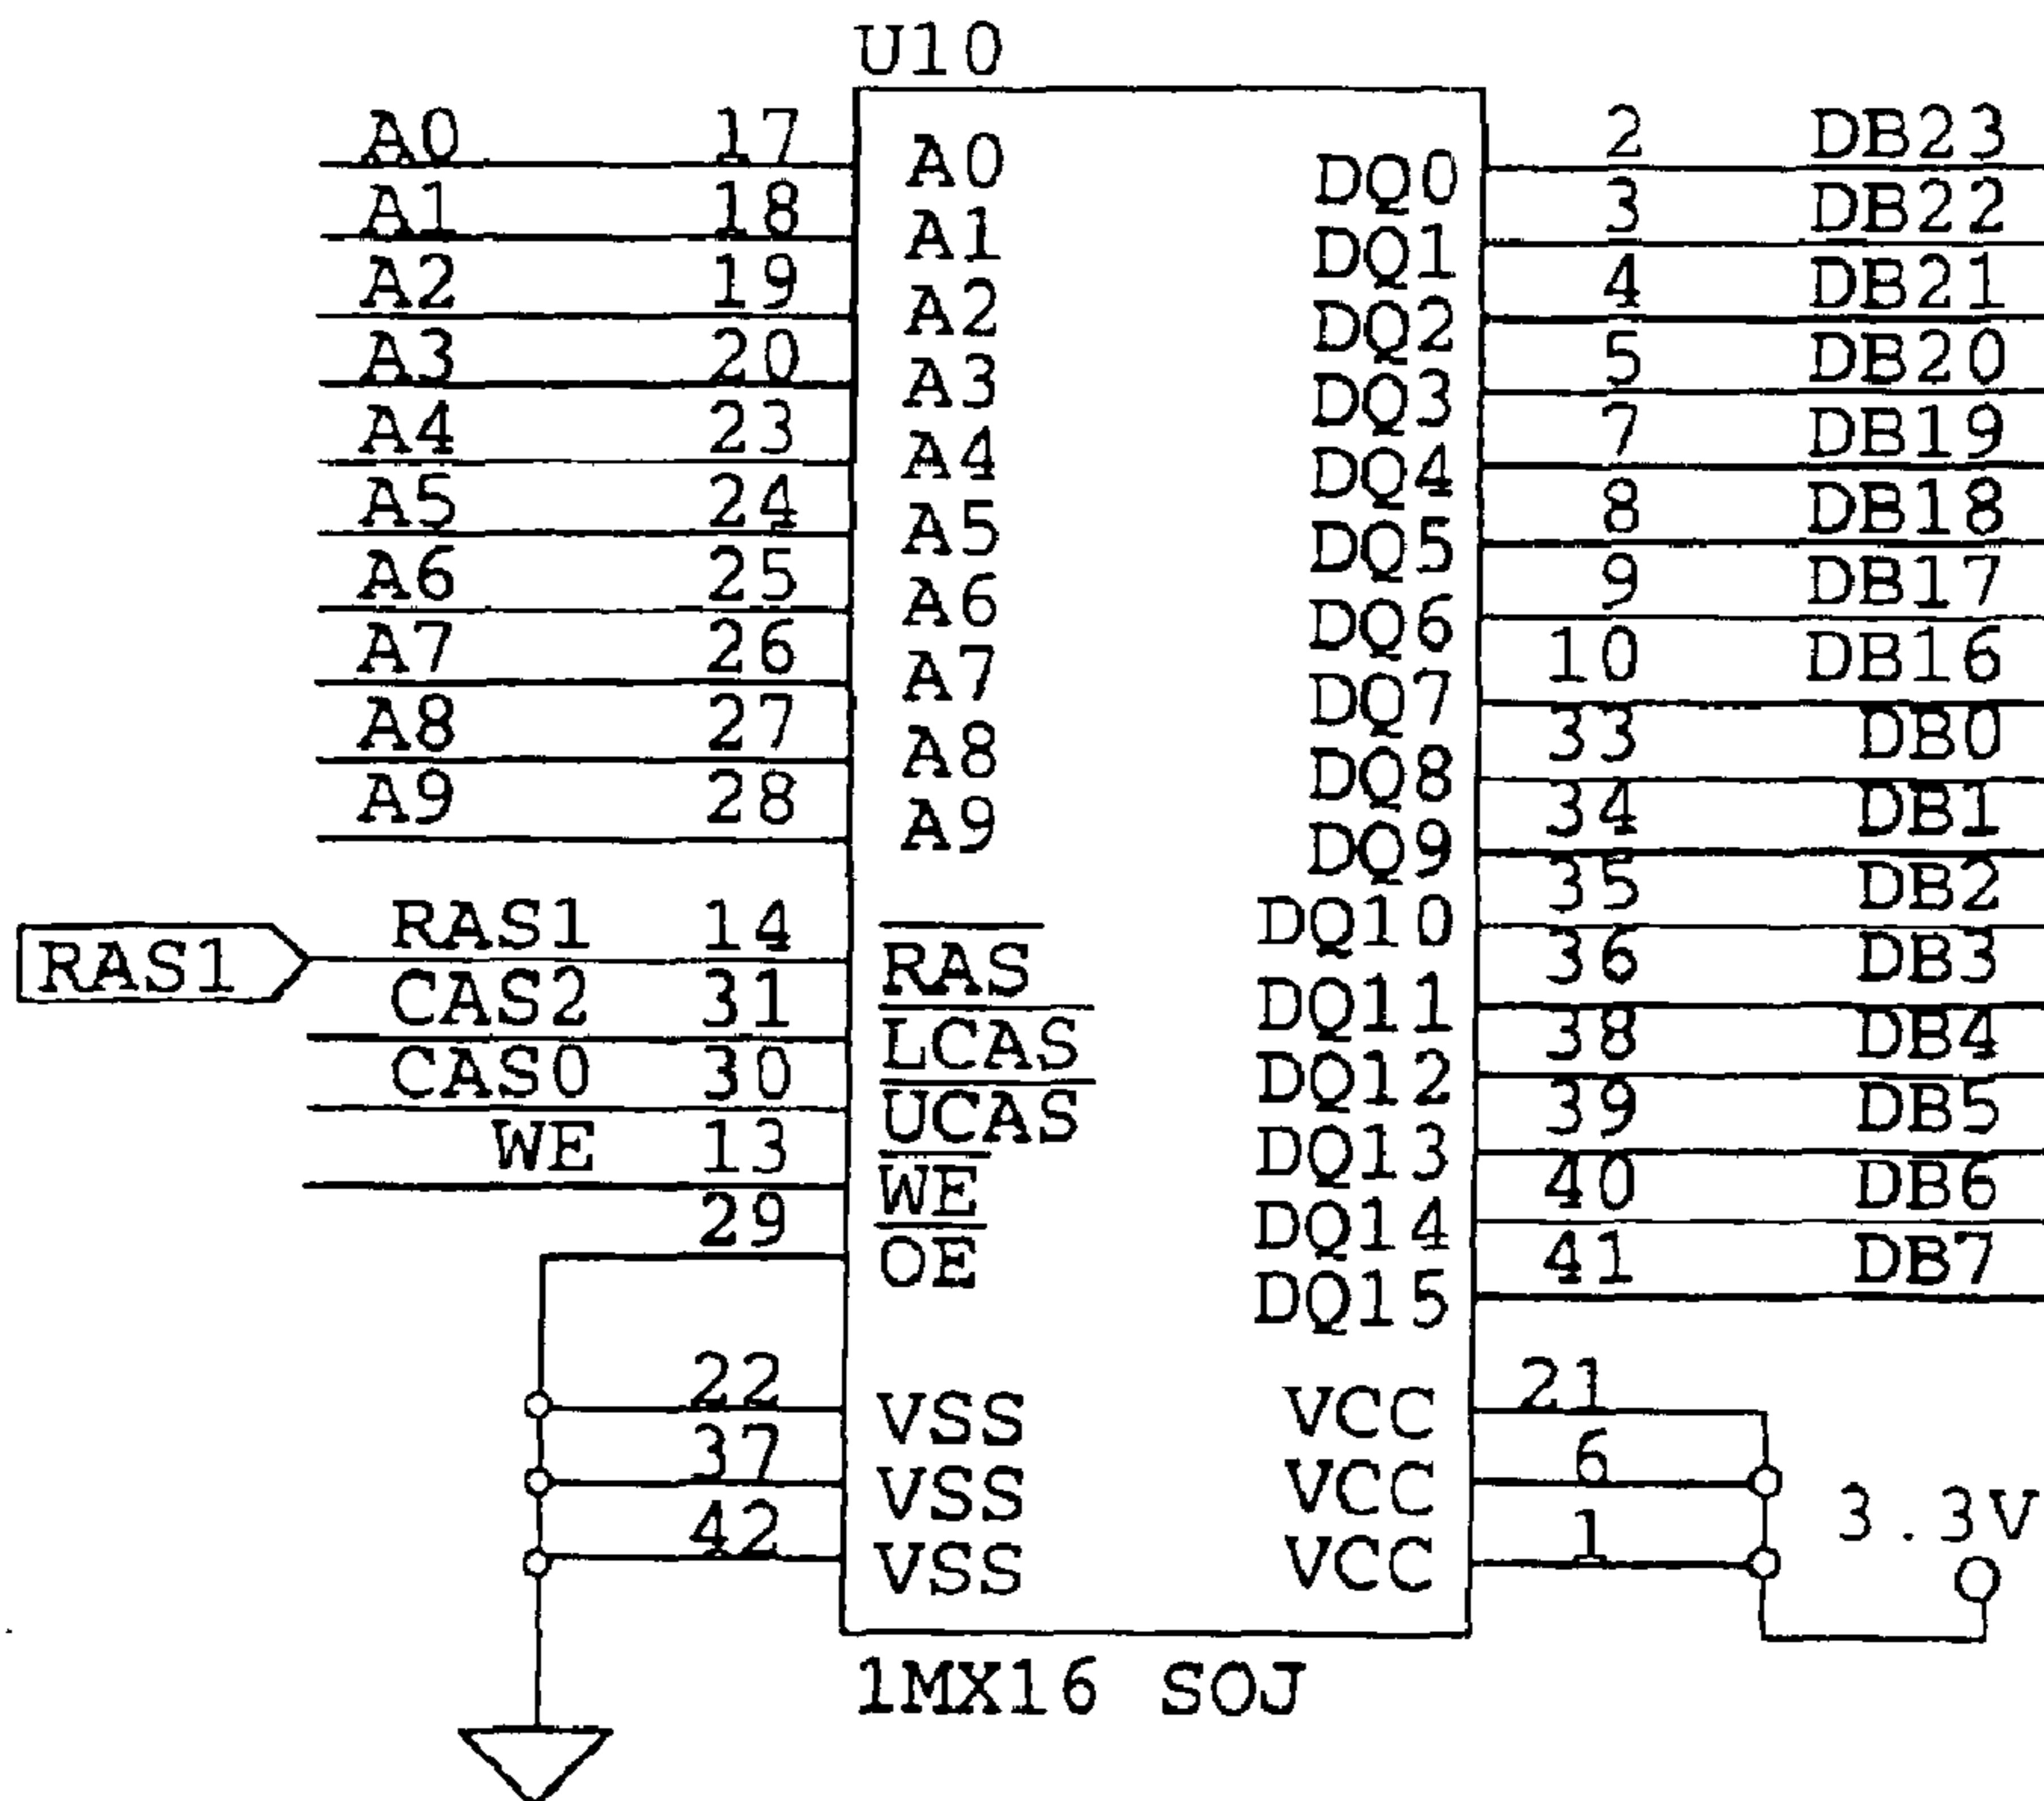 U10
A0 17 A0 DQ0 2 DB23
A1 18 A1 DQ1 3 DB22
A2 19 A2 DQ2 4 DB21
A3 20 A3 DQ3 5 DB20
A4 23 A4 DQ4 7 DB19
A5 24 A5 DQ5 8 DB18
A6 25 A6 DQ6 9 DB17
A7 26 A7 DQ7 10 DB16
A8 27 A8 DQ8 33 DB0
A9 28 A9 DQ9 34 DB1
RAS1 RAS1 14 RAS DQ10 35 DB2
CAS2 31 LCAS DQ11 36 DB3
CAS0 30 UCAS DQ12 38 DB4
WE 13 WE DQ13 39 DB5
29 OE DQ14 40 DB6
DQ15 41 DB7
22 VSS VCC 21
37 VSS VCC 6
42 VSS VCC 1 3.3V
1MX16 SOJ